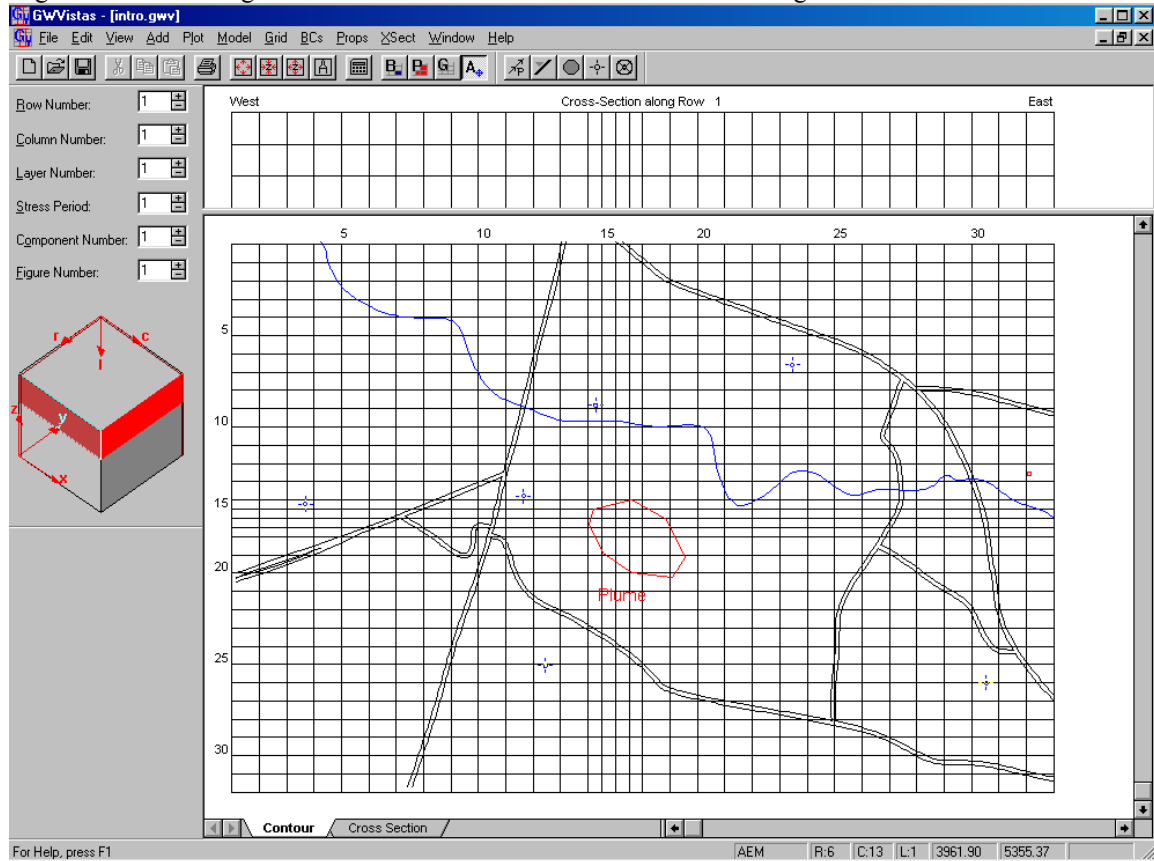 GWVistas - [intro.gwv]
File Edit View Add Plot Model Grid BCs Props XSect Window Help
Row Number: 1
Column Number: 1
Layer Number: 1
Stress Period: 1
Component Number: 1
Figure Number: 1
r c
l
z y
x
West Cross-Section along Row 1 East
5 10 15 20 25 30
5
10
15
20
Plume
25
30
Contour Cross Section
For Help, press F1 AEM R:6 C:13 L:1 3961.90 5355.37